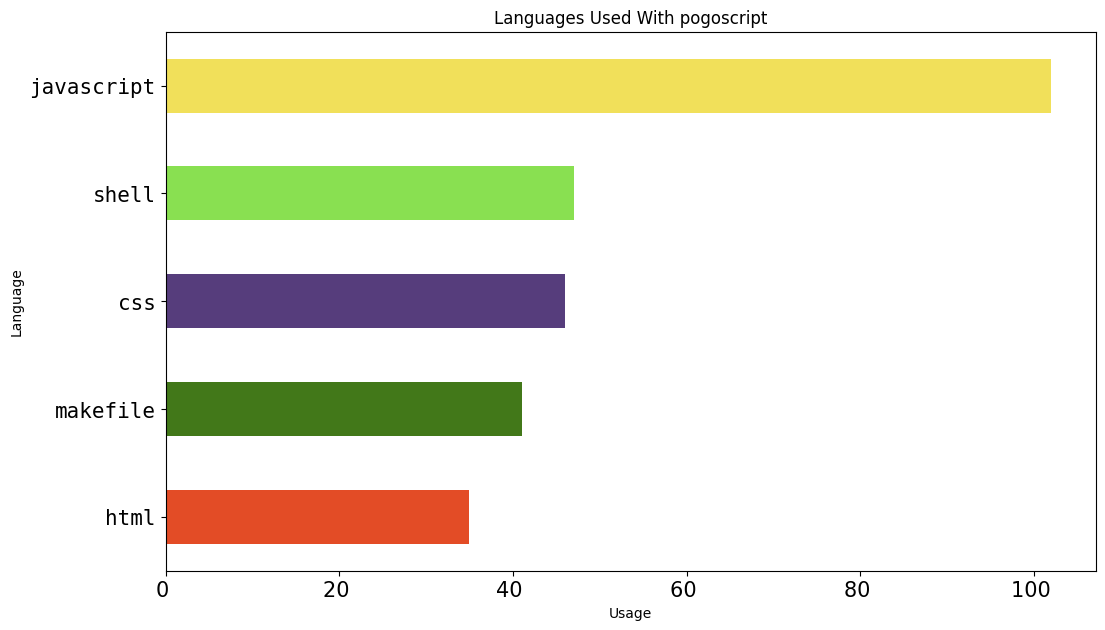 Languages Used With pogoscript
javascript
shell
css
makefile
html
Language
0 20 40 60 80 100
Usage